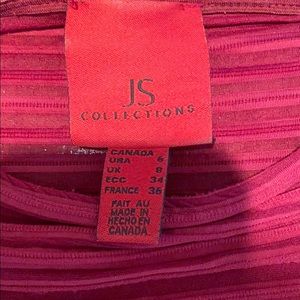 JS
COLLECTIONS
CANADA
USA 6
UK 8
ECC 34
FRANCE 36
FAIT AU
MADE IN
HECHO EN
CANADA